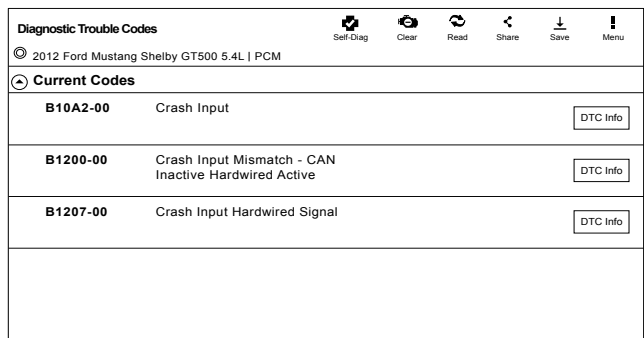 Diagnostic Trouble Codes
Self-Diag Clear Read Share Save Menu
2012 Ford Mustang Shelby GT500 5.4L | PCM
Current Codes
B10A2-00 Crash Input DTC Info
B1200-00 Crash Input Mismatch - CAN
Inactive Hardwired Active DTC Info
B1207-00 Crash Input Hardwired Signal DTC Info